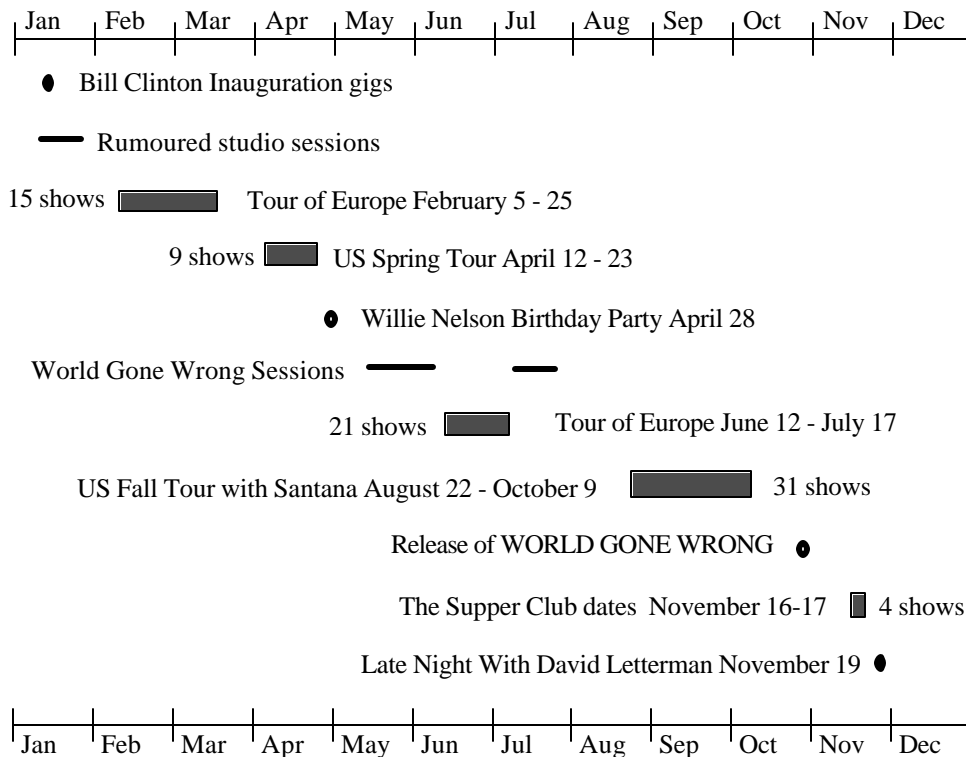 Jan Feb Mar Apr May Jun Jul Aug Sep Oct Nov Dec
Bill Clinton Inauguration gigs
Rumoured studio sessions
15 shows Tour of Europe February 5 - 25
9 shows US Spring Tour April 12 - 23
Willie Nelson Birthday Party April 28
World Gone Wrong Sessions
21 shows Tour of Europe June 12 - July 17
US Fall Tour with Santana August 22 - October 9 31 shows
Release of WORLD GONE WRONG
The Supper Club dates November 16-17 4 shows
Late Night With David Letterman November 19
Jan Feb Mar Apr May Jun Jul Aug Sep Oct Nov Dec